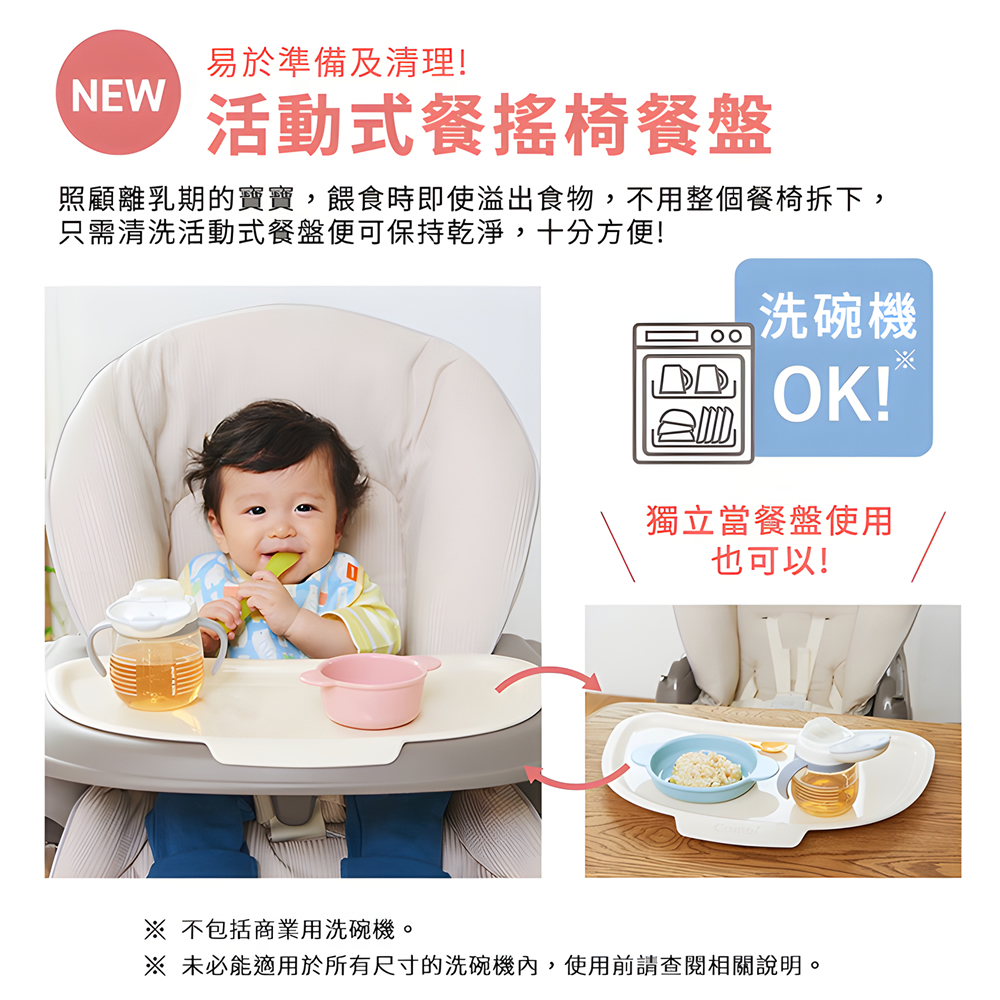 NEW
易於準備及清理!
活動式餐搖椅餐盤
照顧離乳期的寶寶，餵食時即使溢出食物，不用整個餐椅拆下，
只需清洗活動式餐盤便可保持乾淨，十分方便!
洗碗機
OK!※
獨立當餐盤使用
也可以!
Combi
※ 不包括商業用洗碗機。
※ 未必能適用於所有尺寸的洗碗機內，使用前請查閱相關說明。